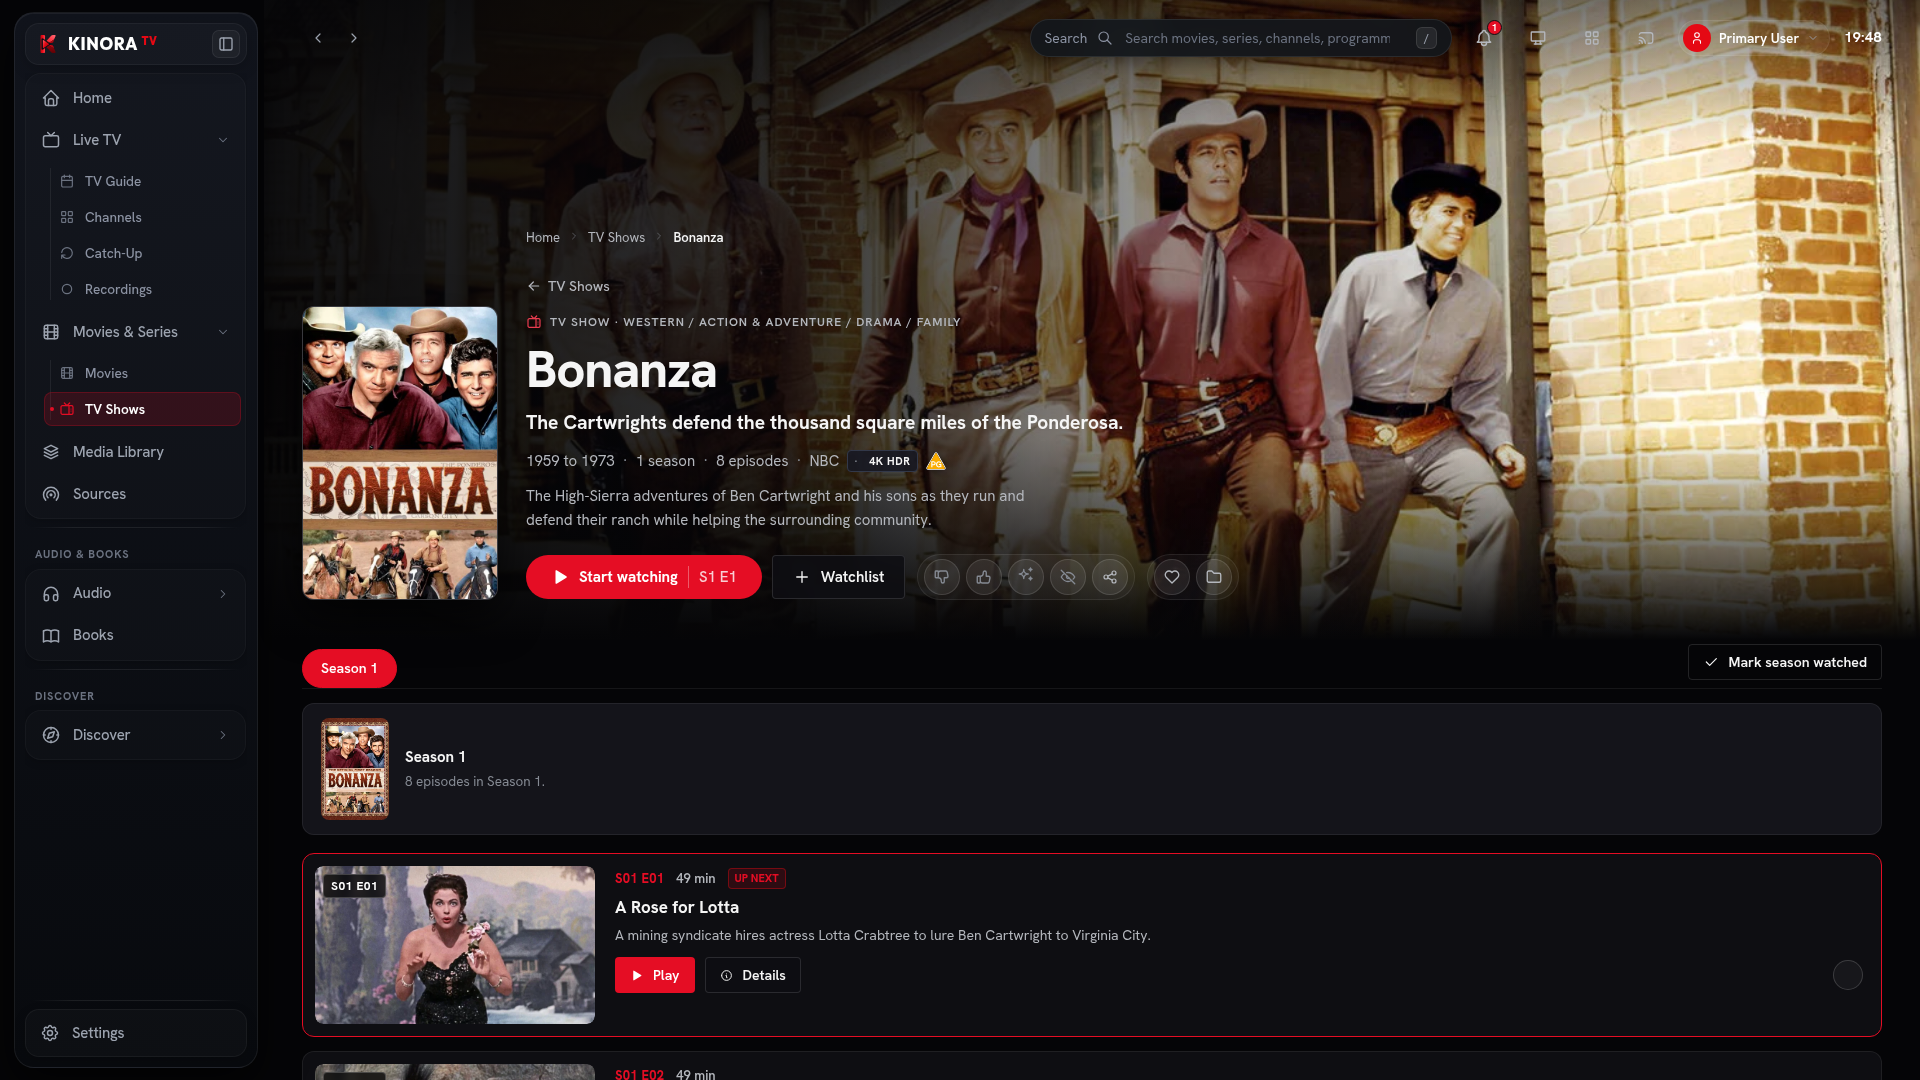 KINORA TV
Search
Search movies, series, channels, programm
/
1
Primary User
19:48
Home
Live TV
TV Guide
Channels
Catch-Up
Recordings
Movies & Series
Movies
TV Shows
Media Library
Sources
AUDIO & BOOKS
Audio
Books
DISCOVER
Discover
Settings
Home
TV Shows
Bonanza
TV Shows
TV SHOW · WESTERN / ACTION & ADVENTURE / DRAMA / FAMILY
Bonanza
The Cartwrights defend the thousand square miles of the Ponderosa.
1959 to 1973 · 1 season · 8 episodes · NBC · 4K HDR PG
The High-Sierra adventures of Ben Cartwright and his sons as they run and
defend their ranch while helping the surrounding community.
BONANZA
Start watching S1 E1
Watchlist
Season 1
Mark season watched
BONANZA
Season 1
8 episodes in Season 1.
S01 E01
S01 E01 49 min UP NEXT
A Rose for Lotta
A mining syndicate hires actress Lotta Crabtree to lure Ben Cartwright to Virginia City.
Play
Details
S01 E02 49 min